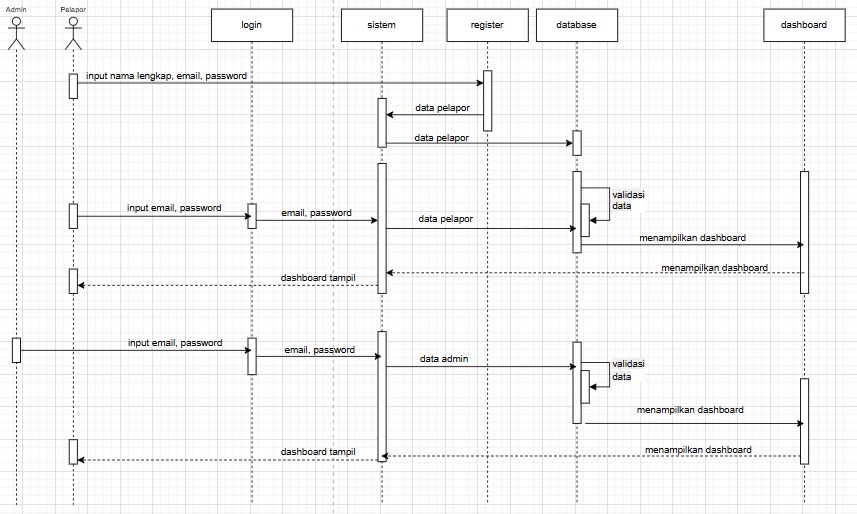 Admin
Pelapor
login
sistem
register
database
dashboard
input nama lengkap, email, password
data pelapor
data pelapor
input email, password
email, password
data pelapor
validasi
data
menampilkan dashboard
menampilkan dashboard
dashboard tampil
input email, password
email, password
data admin
validasi
data
menampilkan dashboard
menampilkan dashboard
dashboard tampil